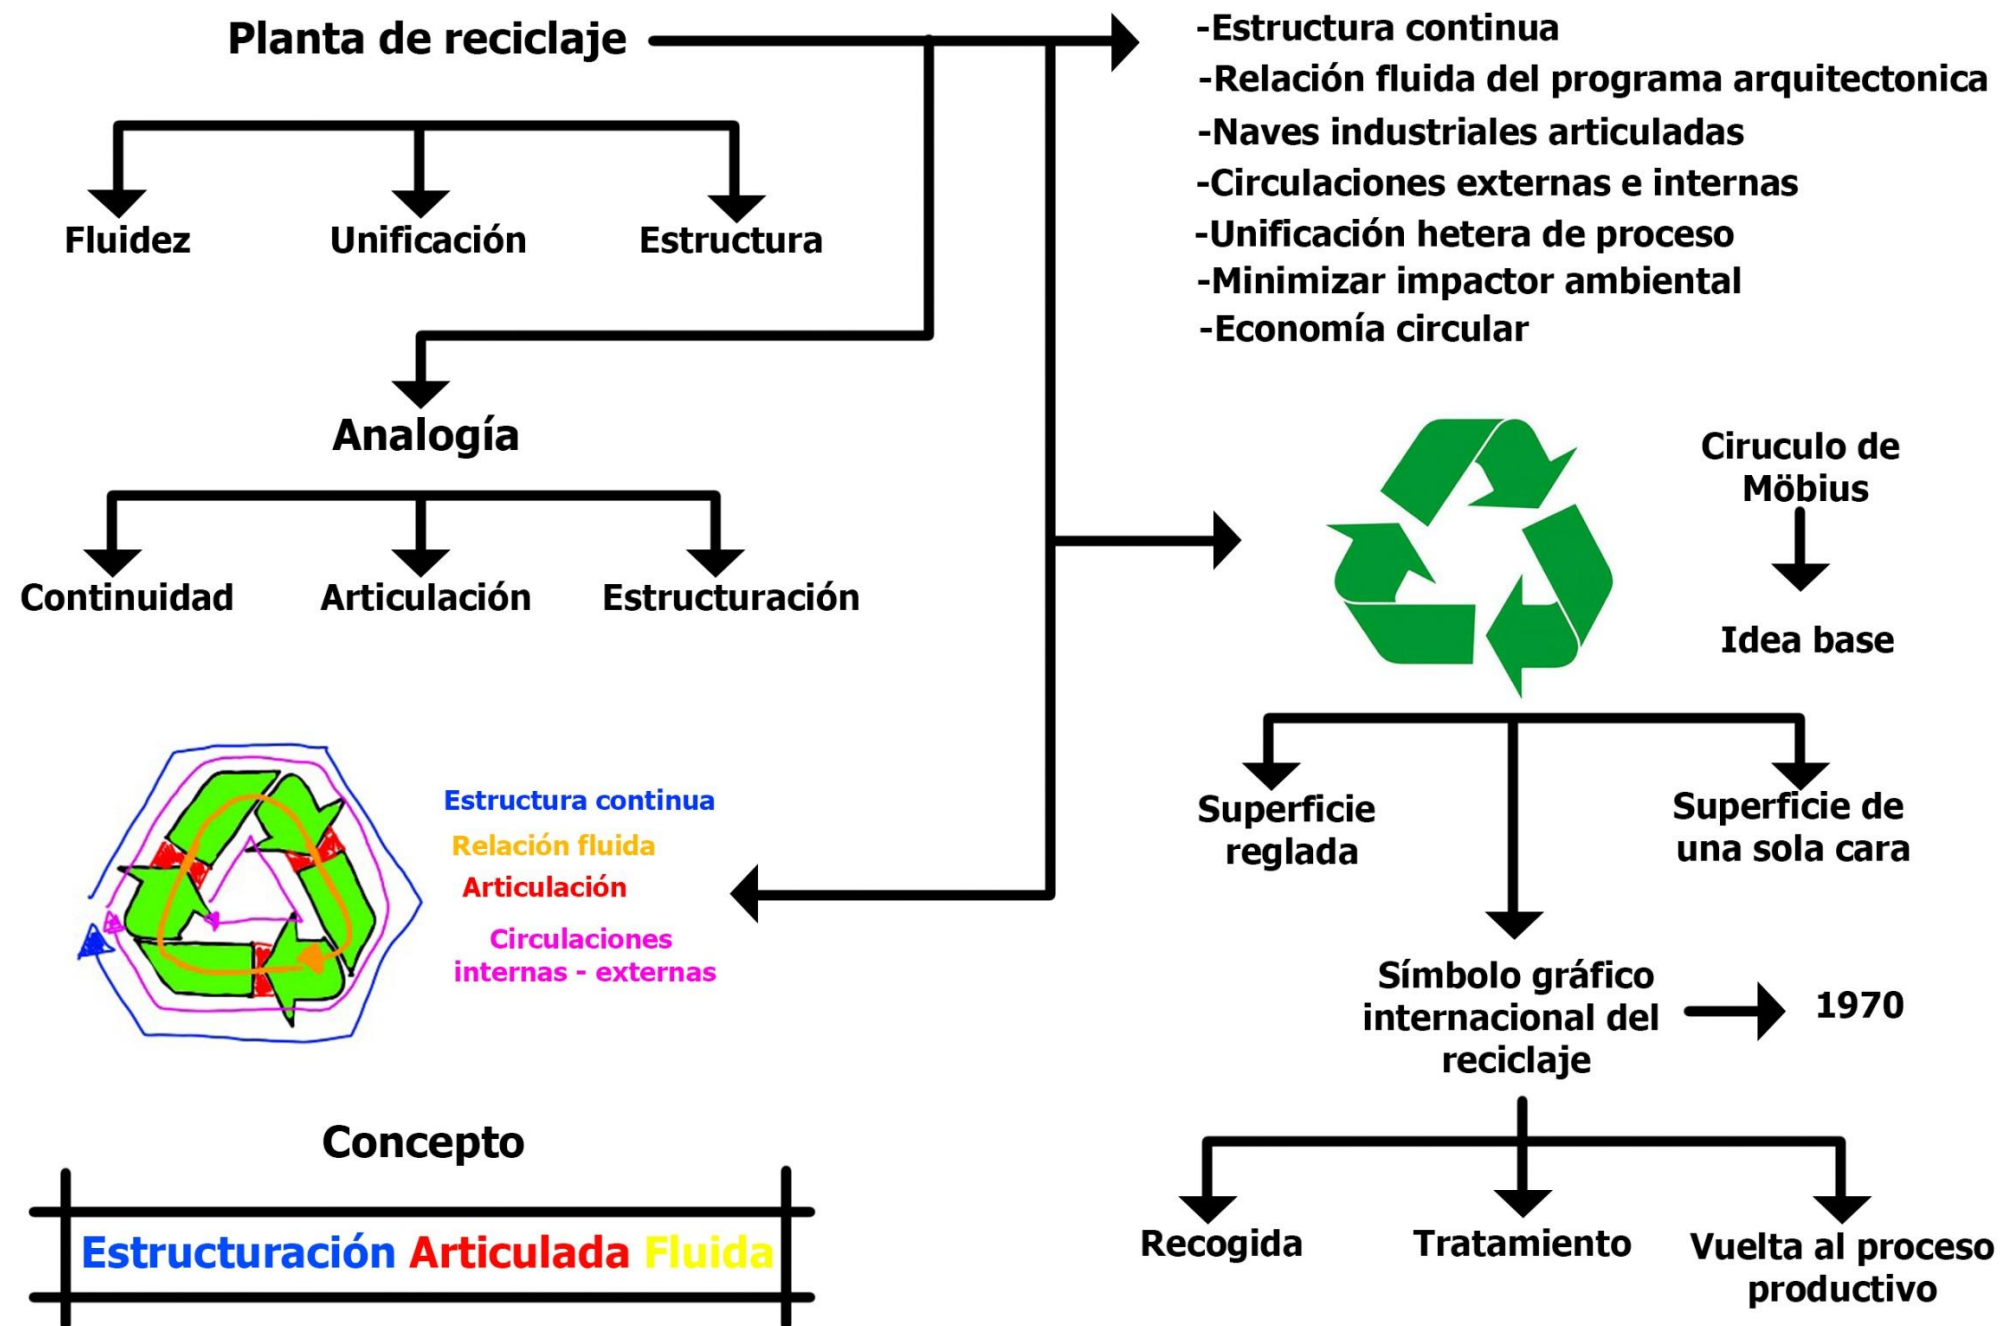 Planta de reciclaje
-Estructura continua
-Relación fluida del programa arquitectonica
-Naves industriales articuladas
-Circulaciones externas e internas
-Unificación hetera de proceso
-Minimizar impactor ambiental
-Economía circular
Fluidez
Unificación
Estructura
Analogía
Continuidad
Articulación
Estructuración
Ciruculo de
Möbius
Idea base
Superficie
reglada
Superficie de
una sola cara
Símbolo gráfico
internacional del
reciclaje
1970
Recogida
Tratamiento
Vuelta al proceso
productivo
Estructura continua
Relación fluida
Articulación
Circulaciones
internas - externas
Concepto
Estructuración Articulada Fluida